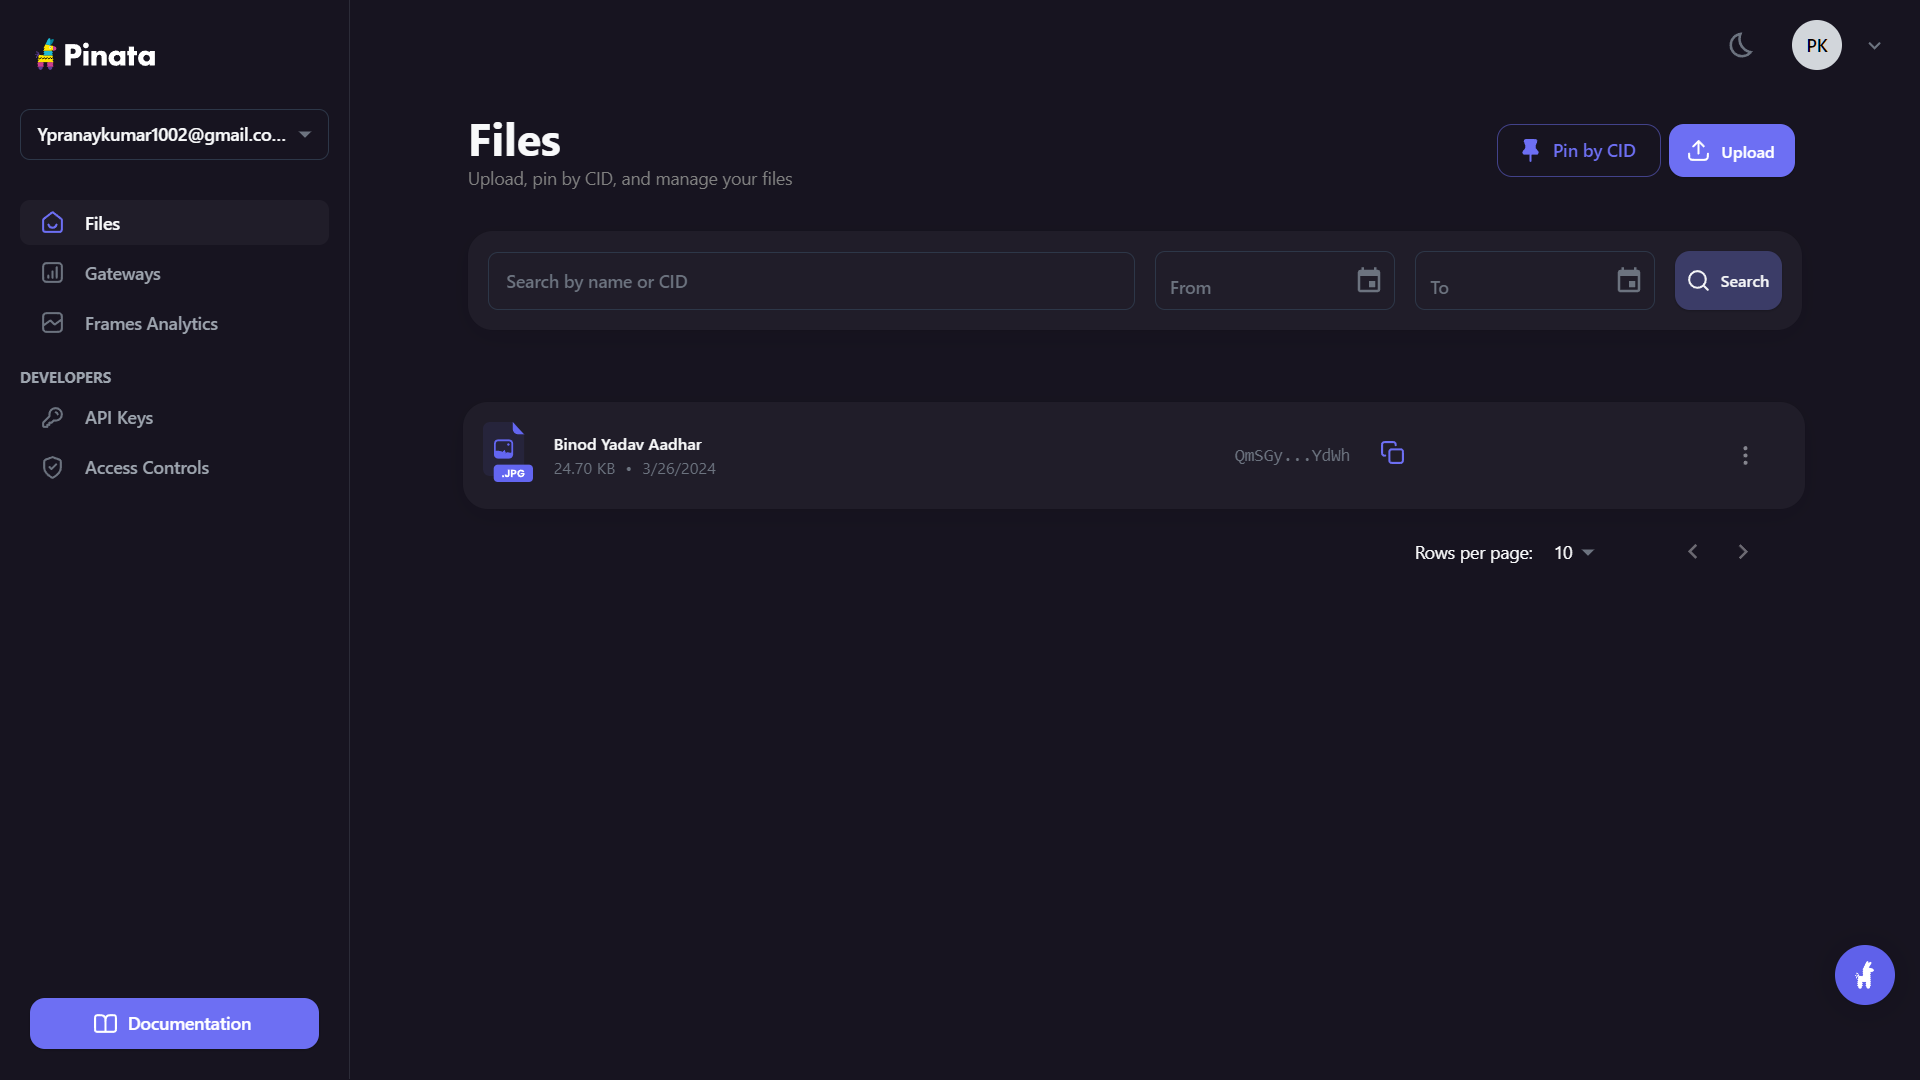 Pinata
Ypranaykumar1002@gmail.co...
Files
Gateways
Frames Analytics
DEVELOPERS
API Keys
Access Controls
Documentation
PK
Files
Upload, pin by CID, and manage your files
Pin by CID
Upload
Search by name or CID
From
To
Search
.JPG
Binod Yadav Aadhar
24.70 KB • 3/26/2024
QmSGy...YdWh
Rows per page: 10